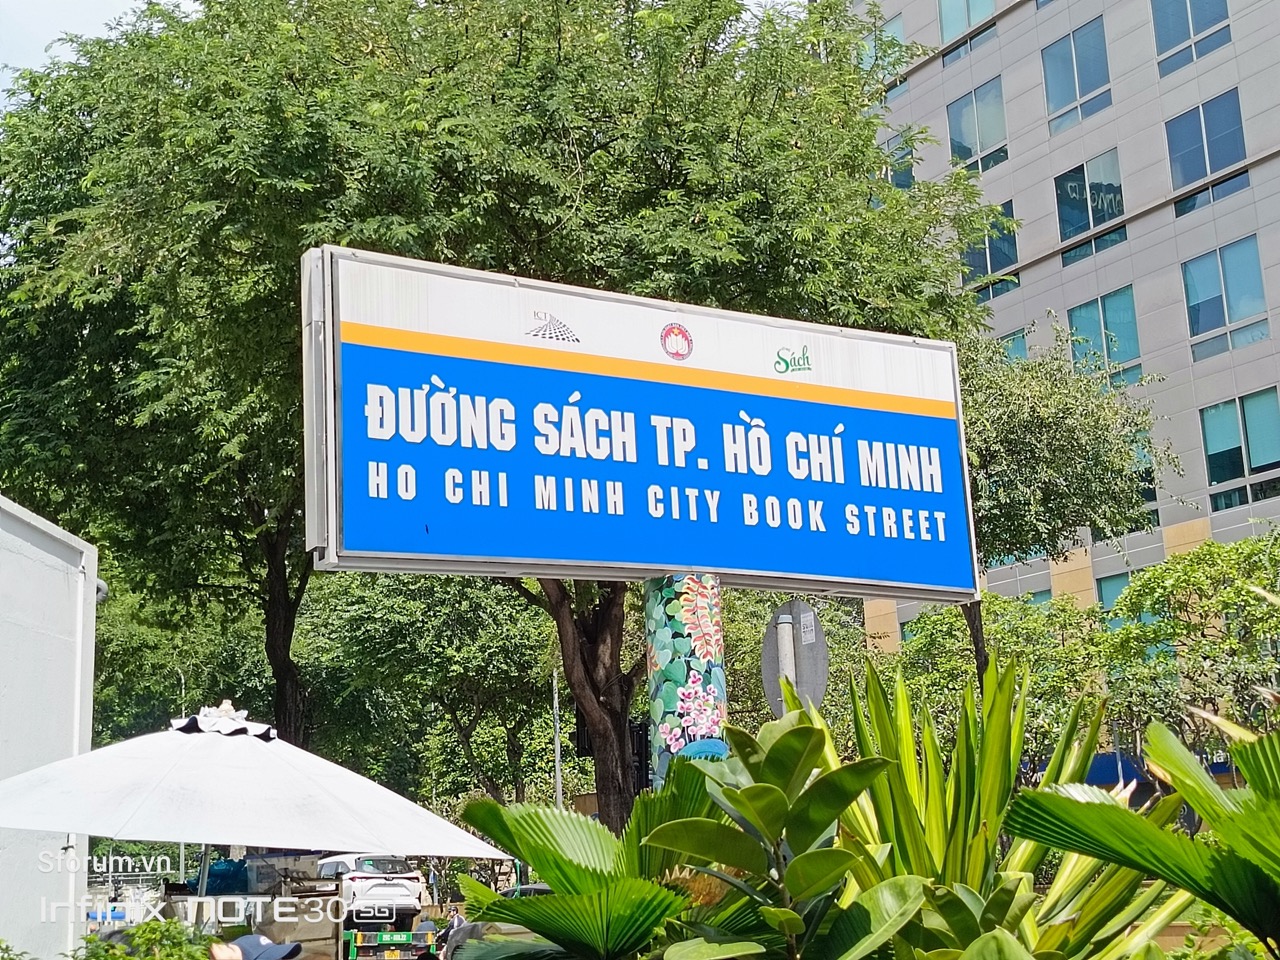 ICT
Sách
ĐƯỜNG SÁCH TP. HỒ CHÍ MINH
HO CHI MINH CITY BOOK STREET
Sforum.vn
Infinix NOTE 30 5G